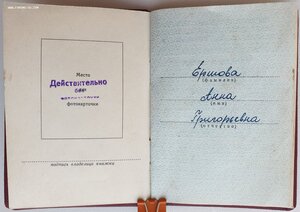 Место
Действительно
без
фотокарточки
подпись владельца книжки
Ершова
(фамилия)
Анна
(имя)
Григорьевна
(отчество)